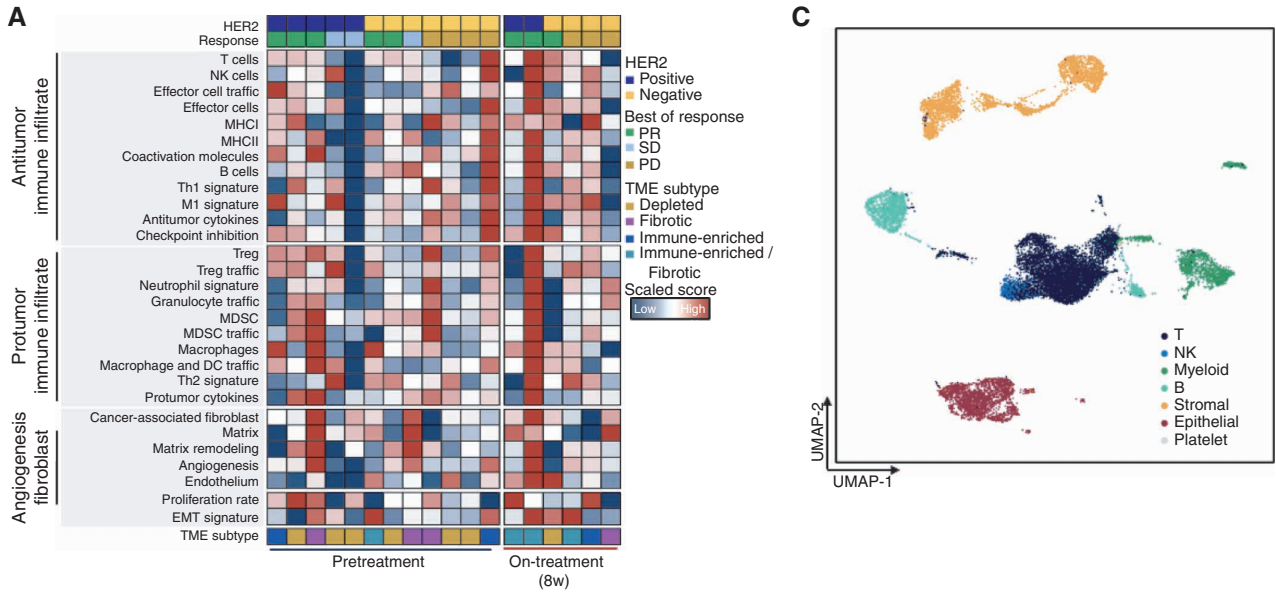 A
HER2
Response
Antitumor
immune infiltrate
T cells
NK cells
Effector cell traffic
Effector cells
MHCI
MHCII
Coactivation molecules
B cells
Th1 signature
M1 signature
Antitumor cytokines
Checkpoint inhibition
Protumor
immune infiltrate
Treg
Treg traffic
Neutrophil signature
Granulocyte traffic
MDSC
MDSC traffic
Macrophages
Macrophage and DC traffic
Th2 signature
Protumor cytokines
Angiogenesis
fibroblast
Cancer-associated fibroblast
Matrix
Matrix remodeling
Angiogenesis
Endothelium
Proliferation rate
EMT signature
TME subtype
Pretreatment
On-treatment
(8w)
HER2
Positive
Negative
Best of response
PR
SD
PD
TME subtype
Depleted
Fibrotic
Immune-enriched
Immune-enriched /
Fibrotic
Scaled score
Low High
C
T
NK
Myeloid
B
Stromal
Epithelial
Platelet
UMAP-2
UMAP-1